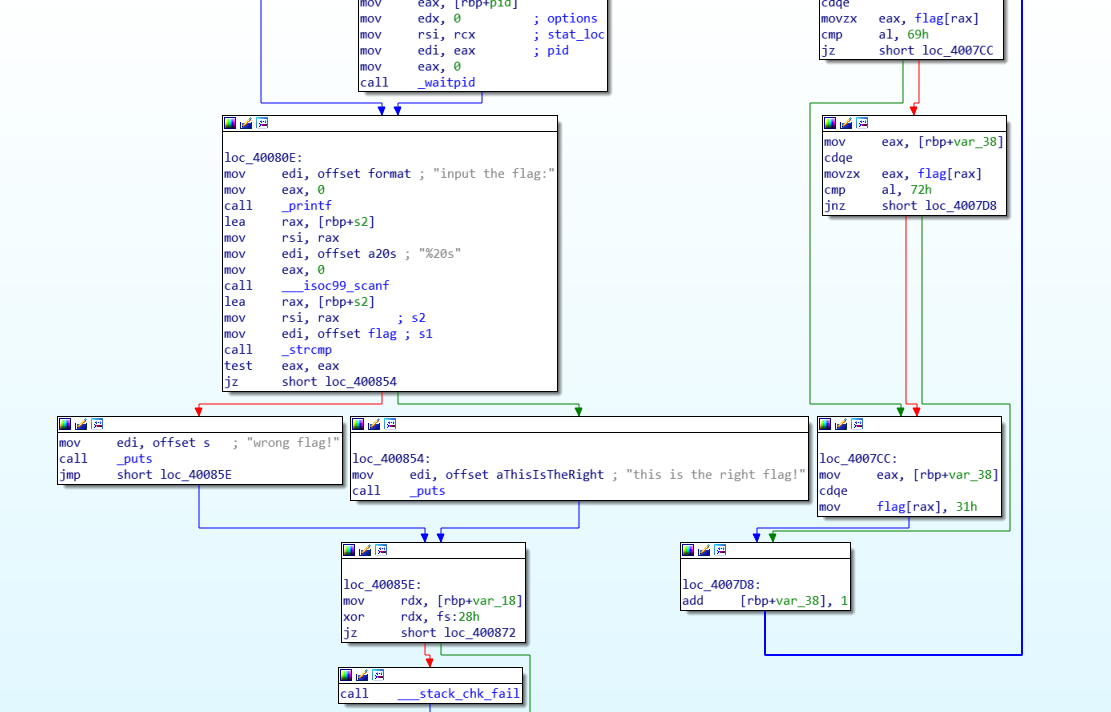 mov     eax, [rbp+pid]
mov     edx, 0          ; options
mov     rsi, rcx        ; stat_loc
mov     edi, eax        ; pid
mov     eax, 0
call    _waitpid
cdqe
movzx   eax, flag[rax]
cmp     al, 69h
jz      short loc_4007CC
loc_40080E:
mov     edi, offset format ; "input the flag:"
mov     eax, 0
call    _printf
lea     rax, [rbp+s2]
mov     rsi, rax
mov     edi, offset a20s ; "%20s"
mov     eax, 0
call    ___isoc99_scanf
lea     rax, [rbp+s2]
mov     rsi, rax        ; s2
mov     edi, offset flag ; s1
call    _strcmp
test    eax, eax
jz      short loc_400854
mov     eax, [rbp+var_38]
cdqe
movzx   eax, flag[rax]
cmp     al, 72h
jnz     short loc_4007D8
mov     edi, offset s   ; "wrong flag!"
call    _puts
jmp     short loc_40085E
loc_400854:
mov     edi, offset aThisIsTheRight ; "this is the right flag!"
call    _puts
loc_4007CC:
mov     eax, [rbp+var_38]
cdqe
mov     flag[rax], 31h
loc_40085E:
mov     rdx, [rbp+var_18]
xor     rdx, fs:28h
jz      short loc_400872
loc_4007D8:
add     [rbp+var_38], 1
call    ___stack_chk_fail